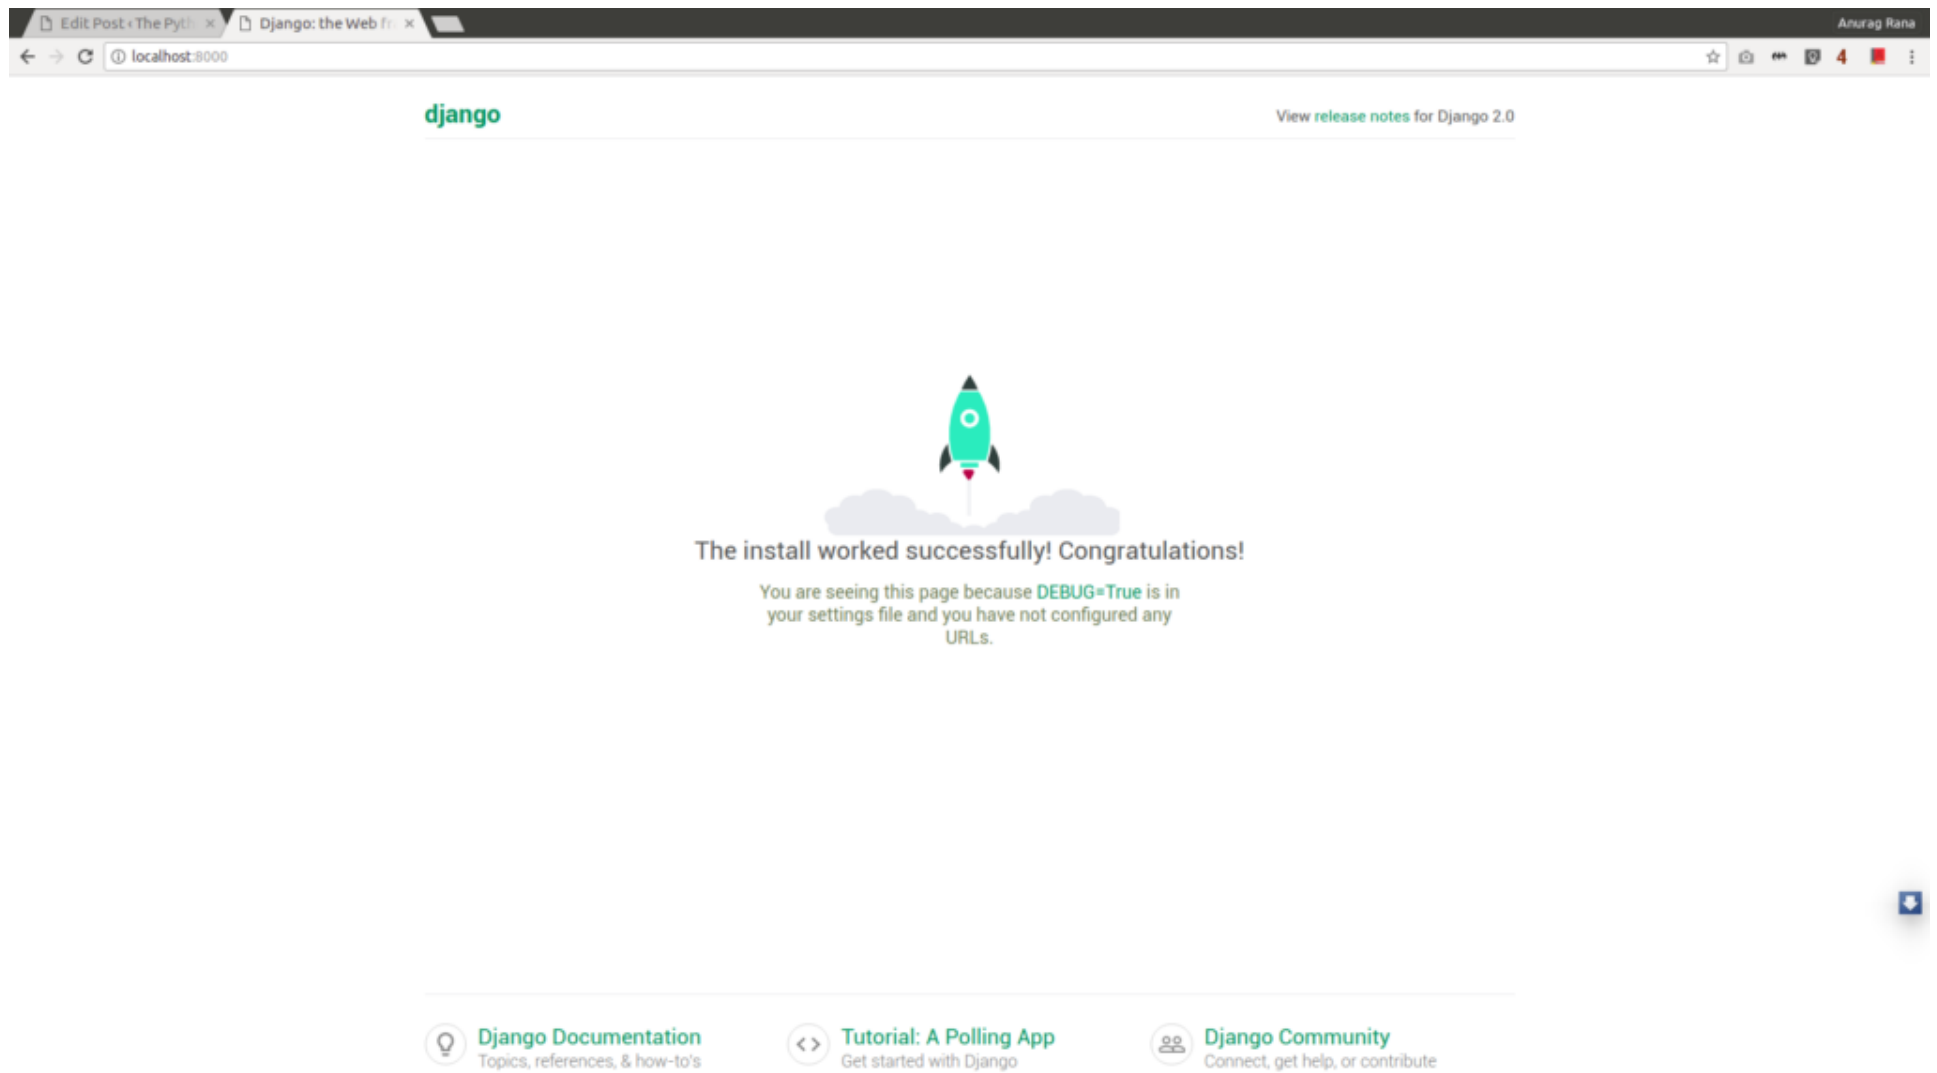 Edit Post ‹ The Pyth
Django: the Web fr
Anurag Rana
localhost:8000
4
django
View release notes for Django 2.0
The install worked successfully! Congratulations!
You are seeing this page because DEBUG=True is in
your settings file and you have not configured any
URLs.
Django Documentation
Topics, references, & how-to's
Tutorial: A Polling App
Get started with Django
Django Community
Connect, get help, or contribute